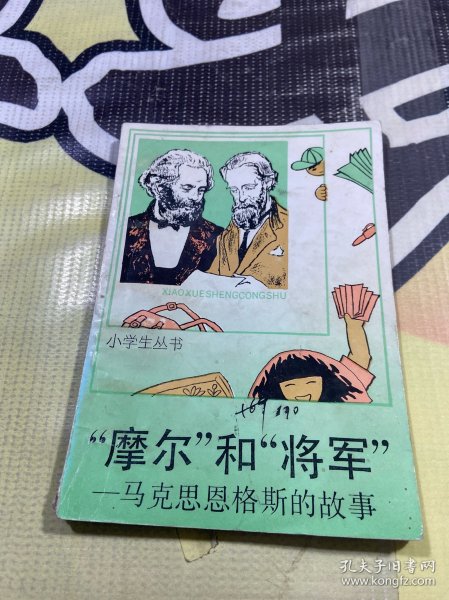 XIAOXUESHENGCONGSHU
小学生丛书
“摩尔”和“将军”
—马克思恩格斯的故事
孔夫子旧书网
www.kongfz.com